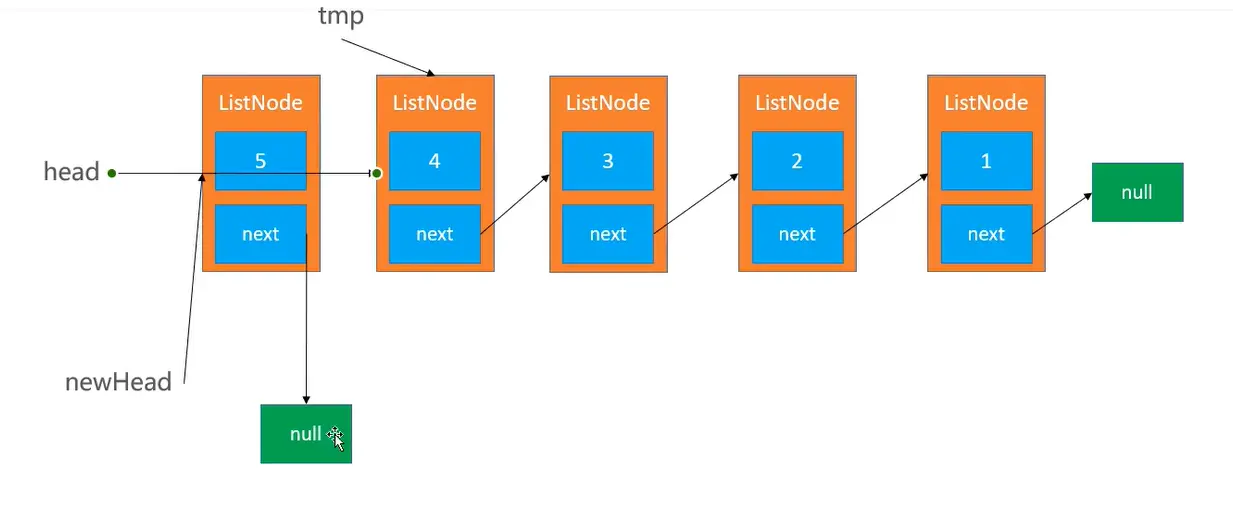 tmp
ListNode
ListNode
ListNode
ListNode
ListNode
5
4
3
2
1
head
null
next
next
next
next
next
newHead
null